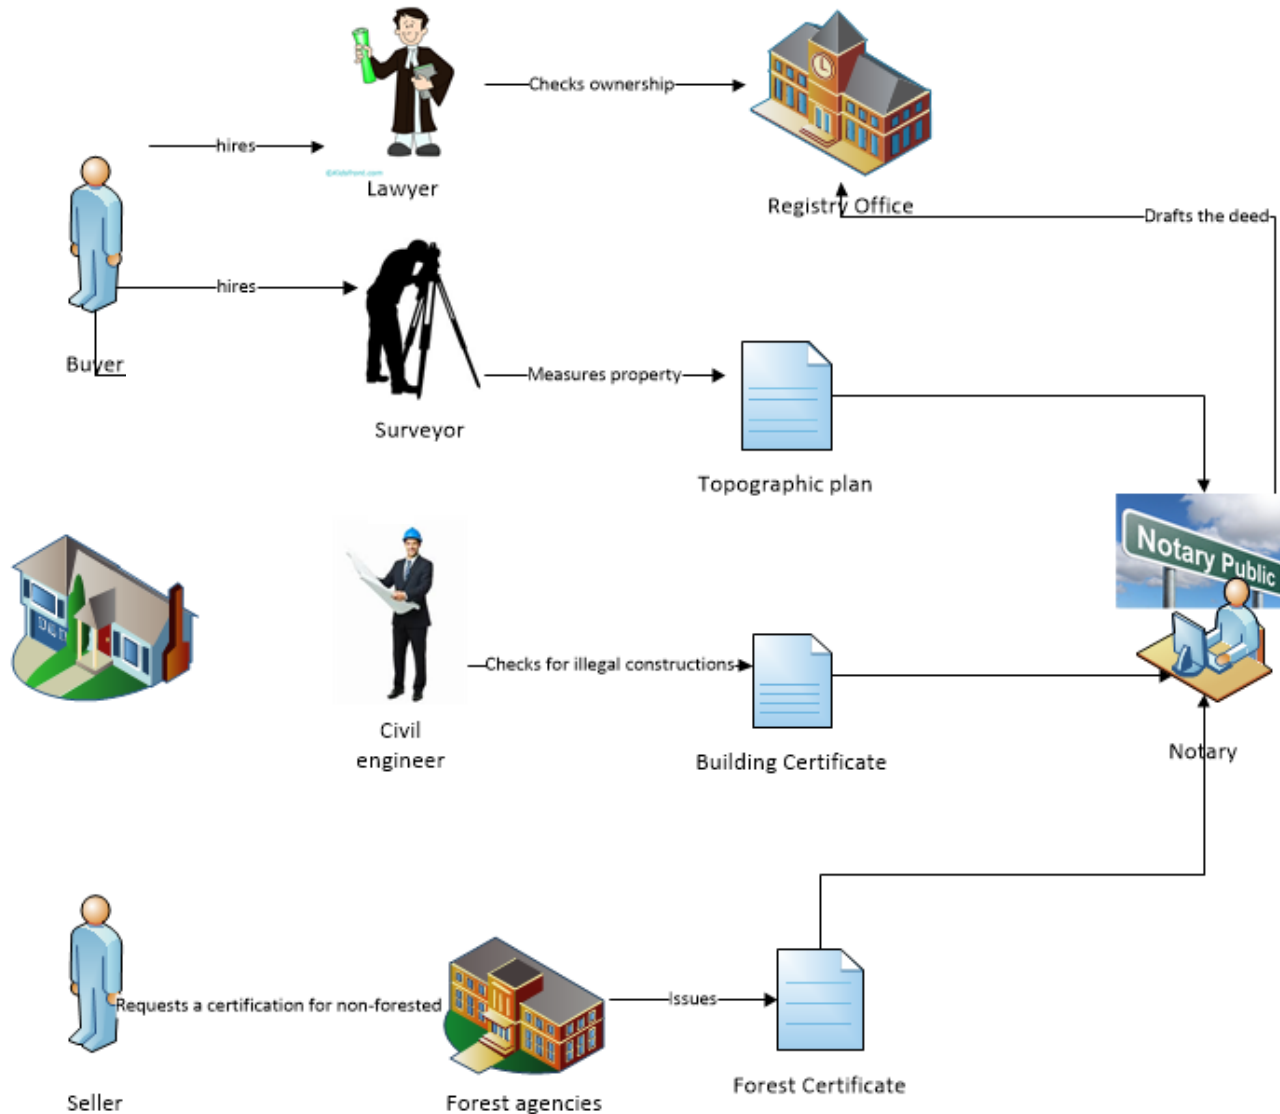 Checks ownership
hires
©Kidsfront.com
Lawyer
Registry Office
Drafts the deed
hires
Buyer
Measures property
Surveyor
Topographic plan
Notary Public
Checks for illegal constructions
Civil
engineer
Building Certificate
Notary
Requests a certification for non-forested
Issues
Forest Certificate
Seller
Forest agencies